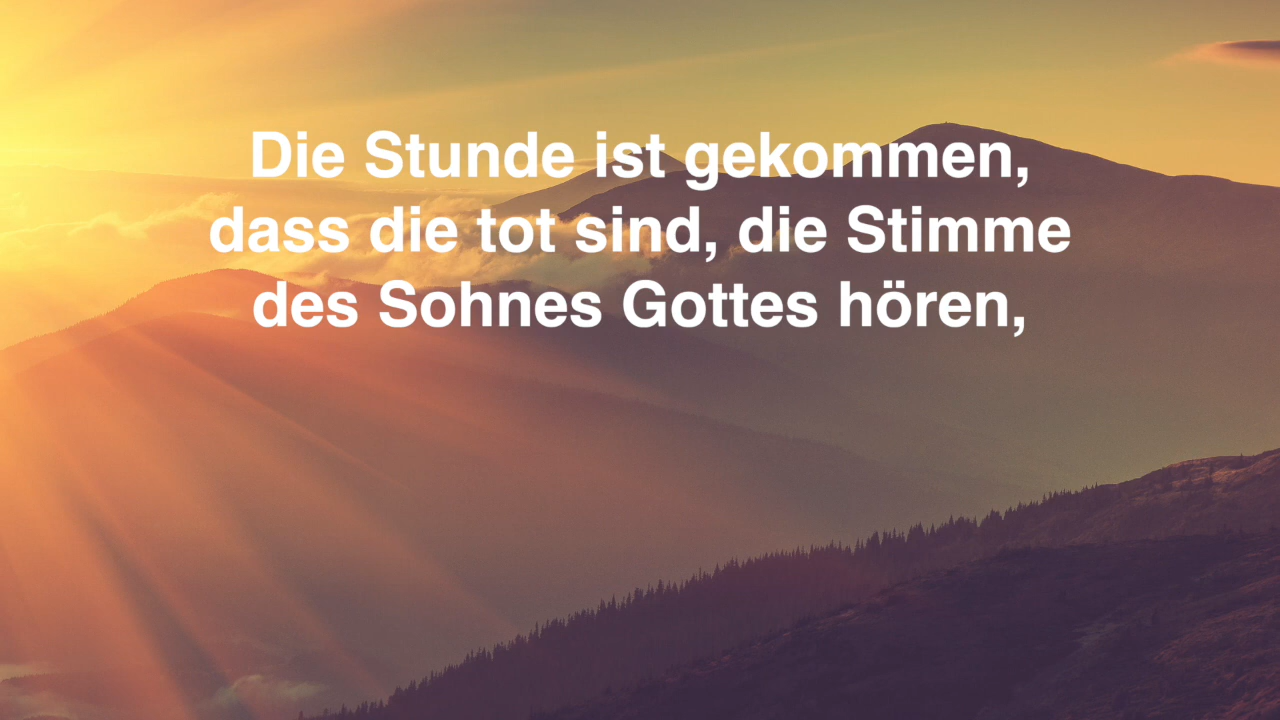 Die Stunde ist gekommen,
dass die tot sind, die Stimme
des Sohnes Gottes hören,